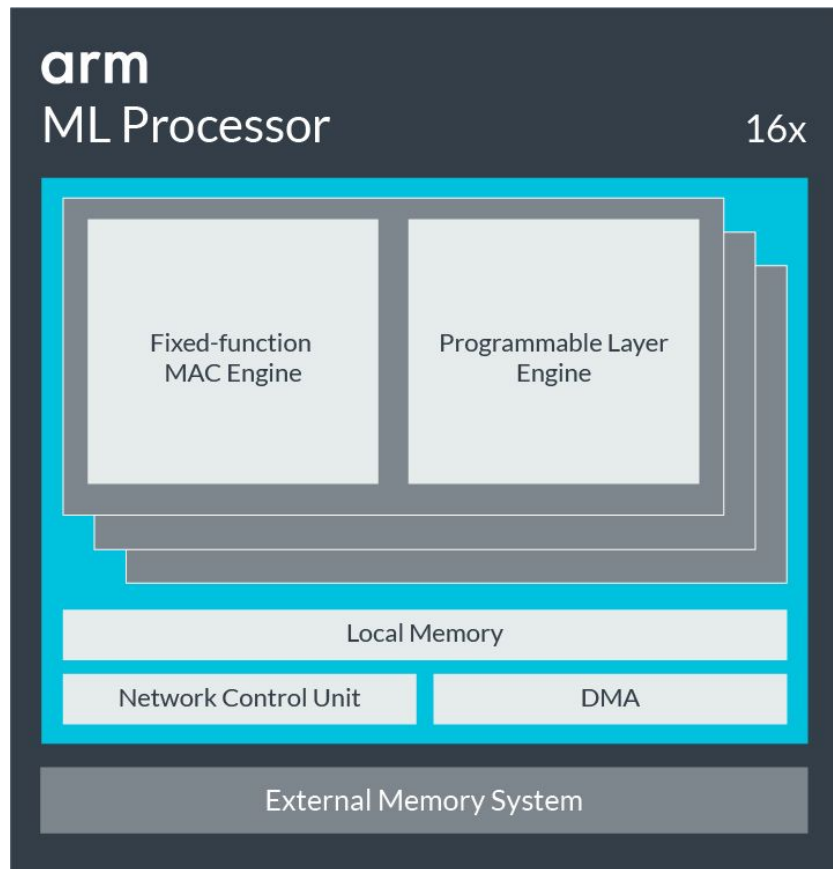 arm
ML Processor
16x
Fixed-function
MAC Engine
Programmable Layer
Engine
Local Memory
Network Control Unit
DMA
External Memory System